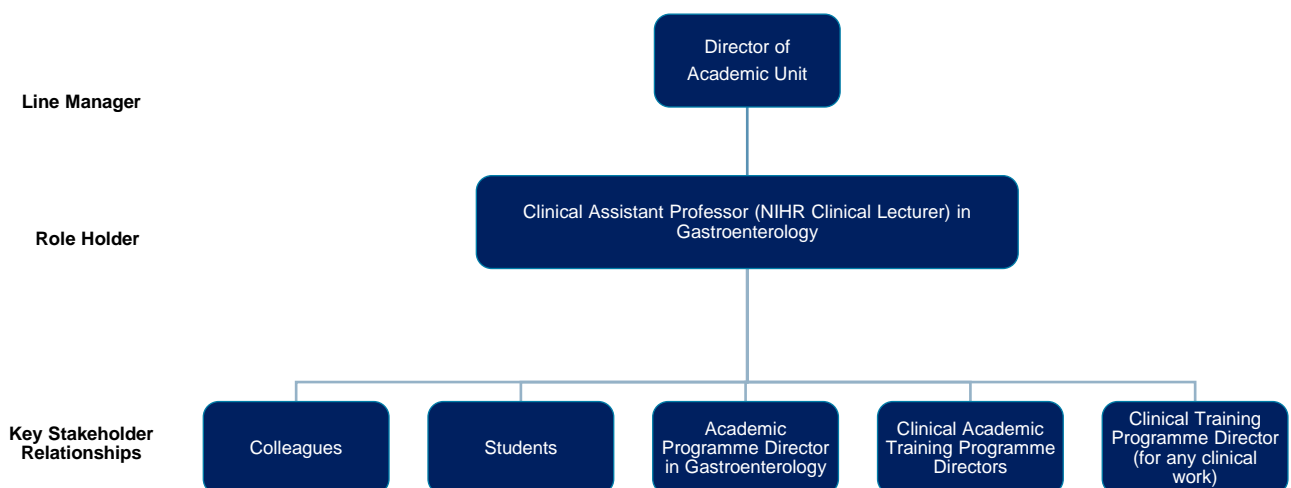 Director of
Academic Unit
Line Manager
Clinical Assistant Professor (NIHR Clinical Lecturer) in
Gastroenterology
Role Holder
Key Stakeholder
Relationships
Colleagues
Students
Academic
Programme Director
in Gastroenterology
Clinical Academic
Training Programme
Directors
Clinical Training
Programme Director
(for any clinical
work)